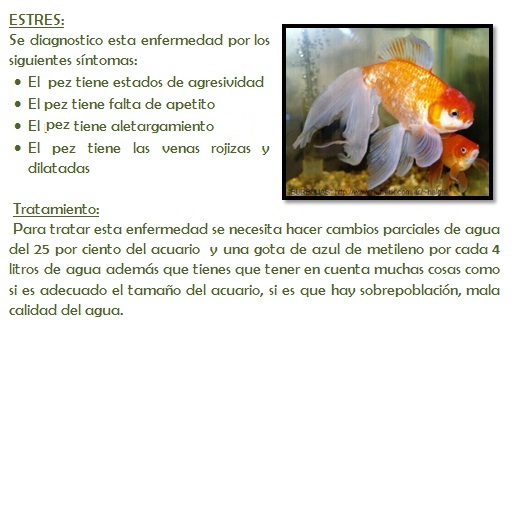 ESTRES:
Se diagnostico esta enfermedad por los
siguientes síntomas:
• El pez tiene estados de agresividad
• El pez tiene falta de apetito
• El pez tiene aletargamiento
• El pez tiene las venas rojizas y
dilatadas
Tratamiento:
Para tratar esta enfermedad se necesita hacer cambios parciales de agua
del 25 por ciento del acuario y una gota de azul de metileno por cada 4
litros de agua además que tienes que tener en cuenta muchas cosas como
si es adecuado el tamaño del acuario, si es que hay sobrepoblación, mala
calidad del agua.